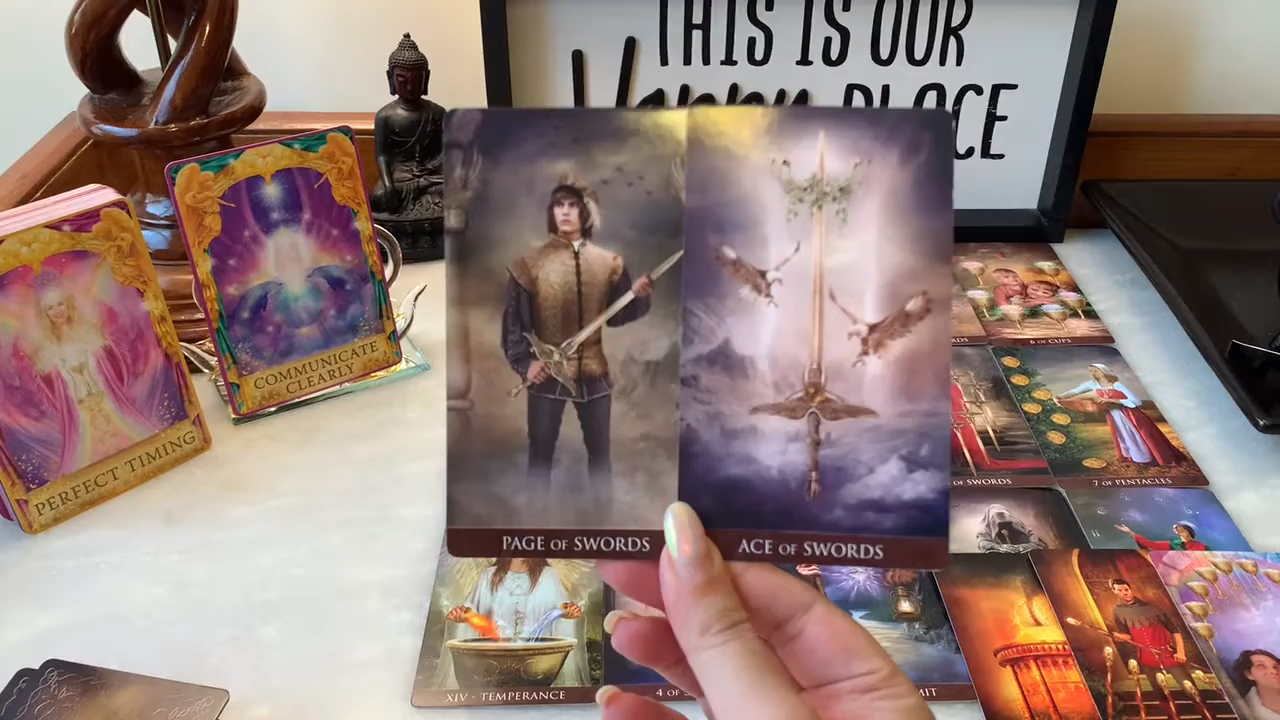 THIS IS OUR
Happy PLACE
COMMUNICATE
CLEARLY
PERFECT TIMING
PAGE OF SWORDS
ACE OF SWORDS
6 OF CUPS
OF SWORDS
7 OF PENTACLES
XIV - TEMPERANCE
4 OF